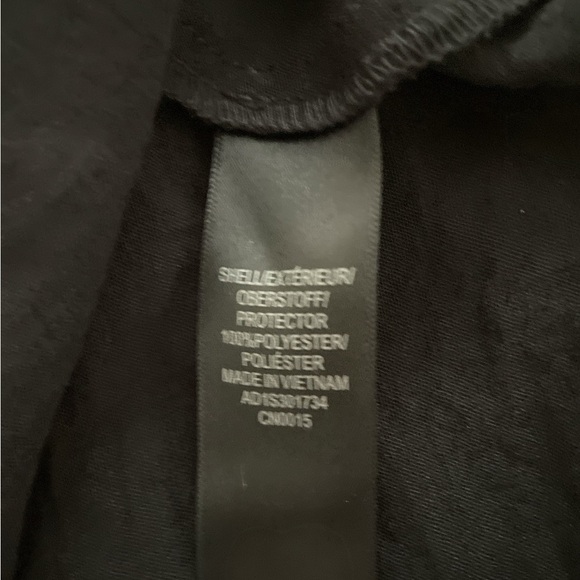 SHELL/EXTÉRIEUR/
OBERSTOFF/
PROTECTOR
100%POLYESTER/
POLIÉSTER
MADE IN VIETNAM
AD1S301734
CN0015